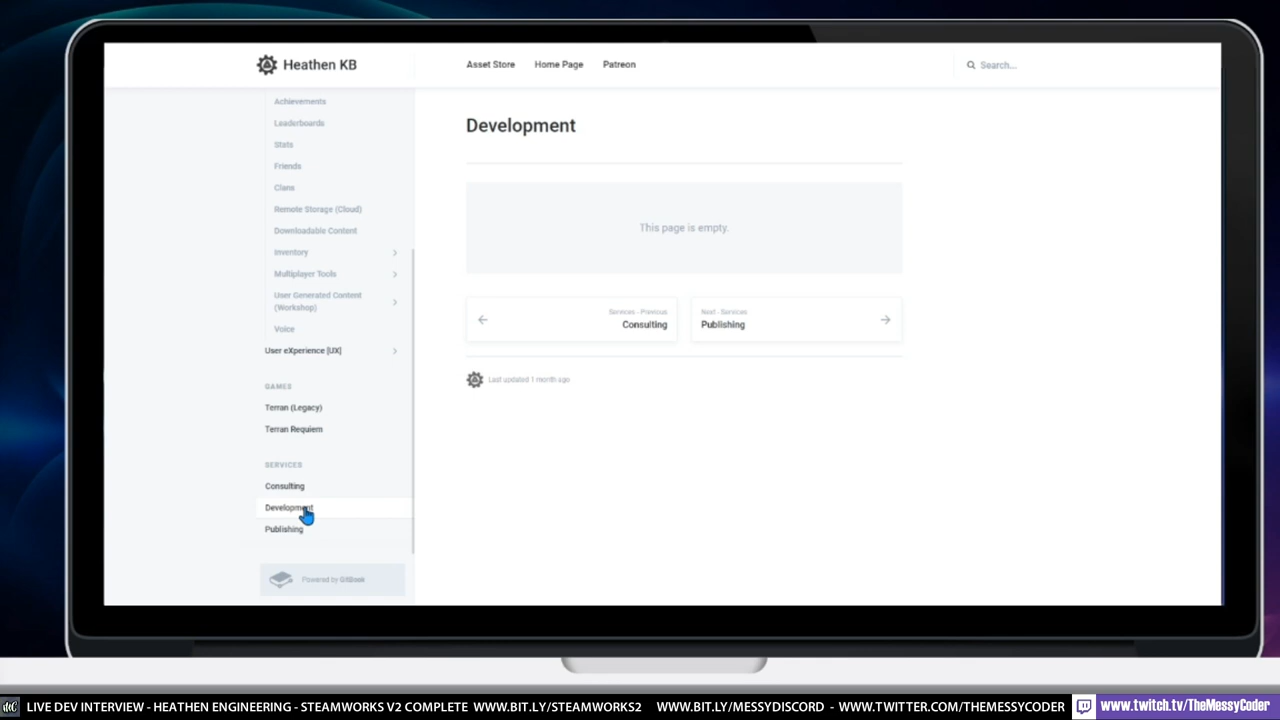 Heathen KB
Asset Store
Home Page
Patreon
Search...
Achievements
Leaderboards
Stats
Friends
Clans
Remote Storage (Cloud)
Downloadable Content
Inventory
Multiplayer Tools
User Generated Content
(Workshop)
Voice
User eXperience [UX]
GAMES
Terran (Legacy)
Terran Requiem
SERVICES
Consulting
Development
Publishing
Powered by GitBook
Development
This page is empty.
Services - Previous
Consulting
Next - Services
Publishing
Last updated 1 month ago
LIVE DEV INTERVIEW - HEATHEN ENGINEERING - STEAMWORKS V2 COMPLETE WWW.BIT.LY/STEAMWORKS2 WWW.BIT.LY/MESSYDISCORD - WWW.TWITTER.COM/THEMESSYCODER
www.twitch.tv/TheMessyCoder